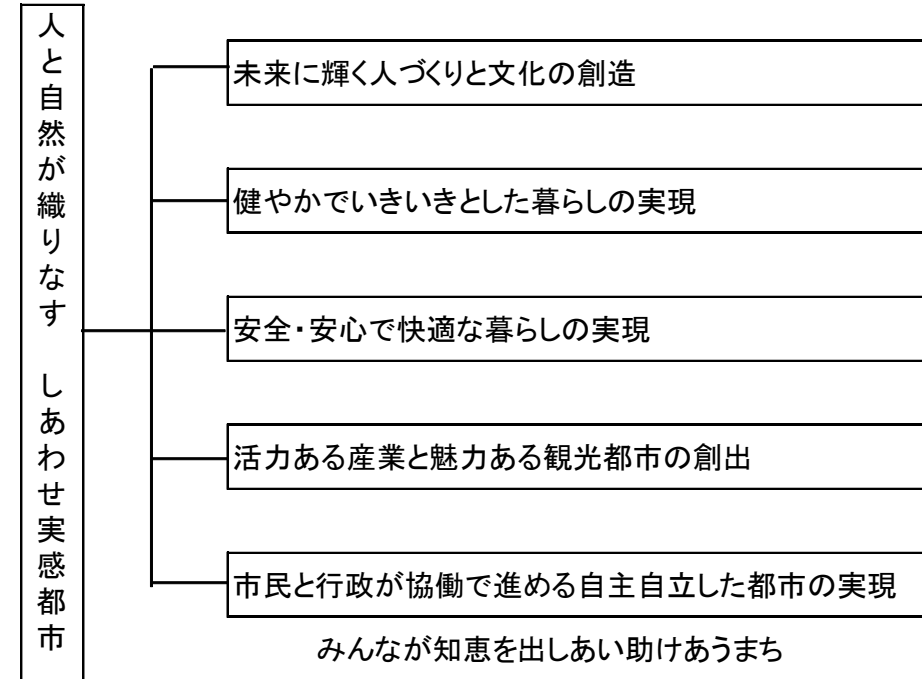 人と自然が織りなす　しあわせ実感都市
未来に輝く人づくりと文化の創造
健やかでいきいきとした暮らしの実現
安全・安心で快適な暮らしの実現
活力ある産業と魅力ある観光都市の創出
市民と行政が協働で進める自主自立した都市の実現
みんなが知恵を出しあい助けあうまち